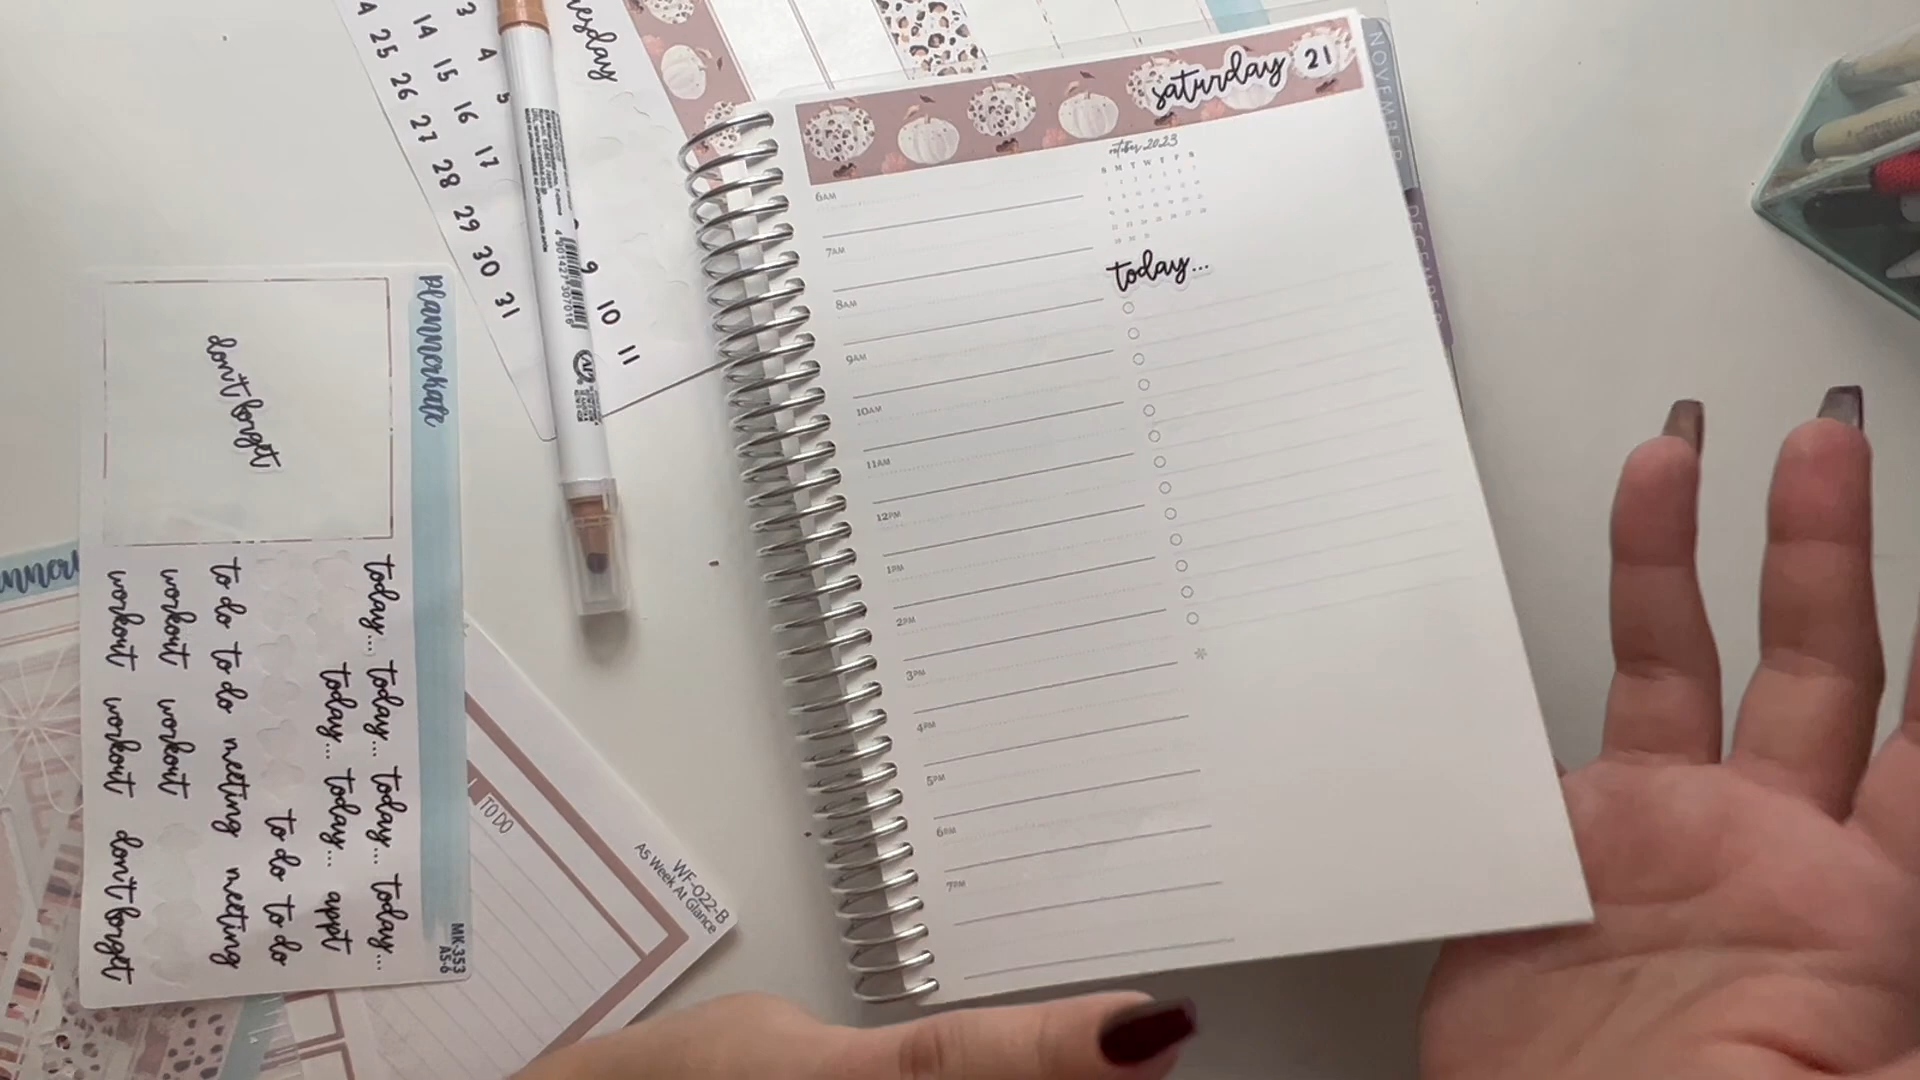 saturday 21
october 2023
S M T W T F S
today...
6AM
7AM
8AM
9AM
10AM
11AM
12PM
1PM
2PM
3PM
4PM
5PM
6PM
7PM
NOVEMBER
DECEMBER
3
4
5
14
15
16
17
25
26
27
28
29
30
31
9
10
11
plannerkate
don't forget
today... today... today... today...
today... today... appt
to do to do
to do to do meeting meeting
workout workout
workout workout don't forget
MK-353
A5-6
TO DO
WF-022-B
A5 Week At Glance